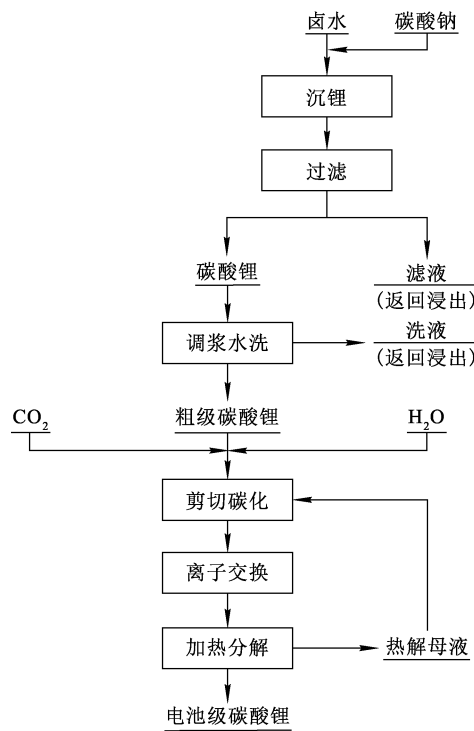 卤水 碳酸钠
沉锂
过滤
碳酸锂 滤液
(返回浸出)
调浆水洗 洗液
(返回浸出)
CO₂ 粗级碳酸锂 H₂O
剪切碳化
离子交换
加热分解 热解母液
电池级碳酸锂